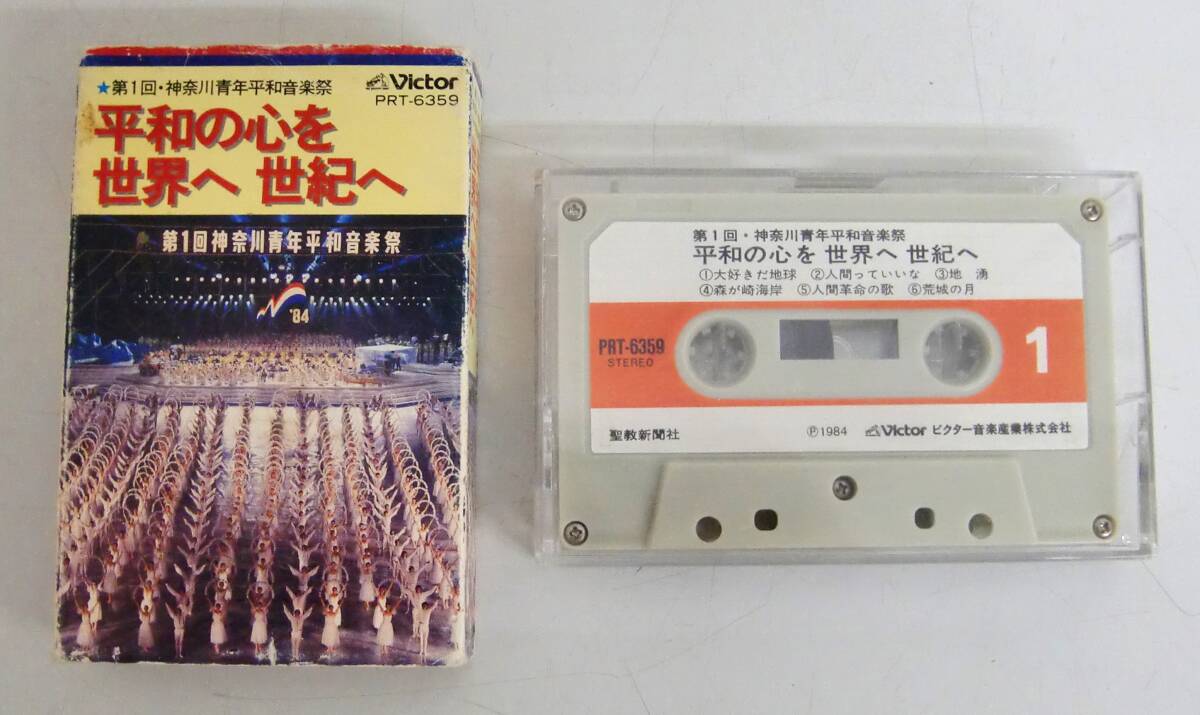 ★第1回・神奈川青年平和音楽祭
Victor
PRT-6359
平和の心を
世界へ 世紀へ
第1回神奈川青年平和音楽祭
'84
第1回・神奈川青年平和音楽祭
平和の心を 世界へ 世紀へ
①大好きだ地球 ②人間っていいな ③地 湧
④森が崎海岸 ⑤人間革命の歌 ⑥荒城の月
PRT-6359
STEREO
1
聖教新聞社
Ⓟ1984 Victor ビクター音楽産業株式会社